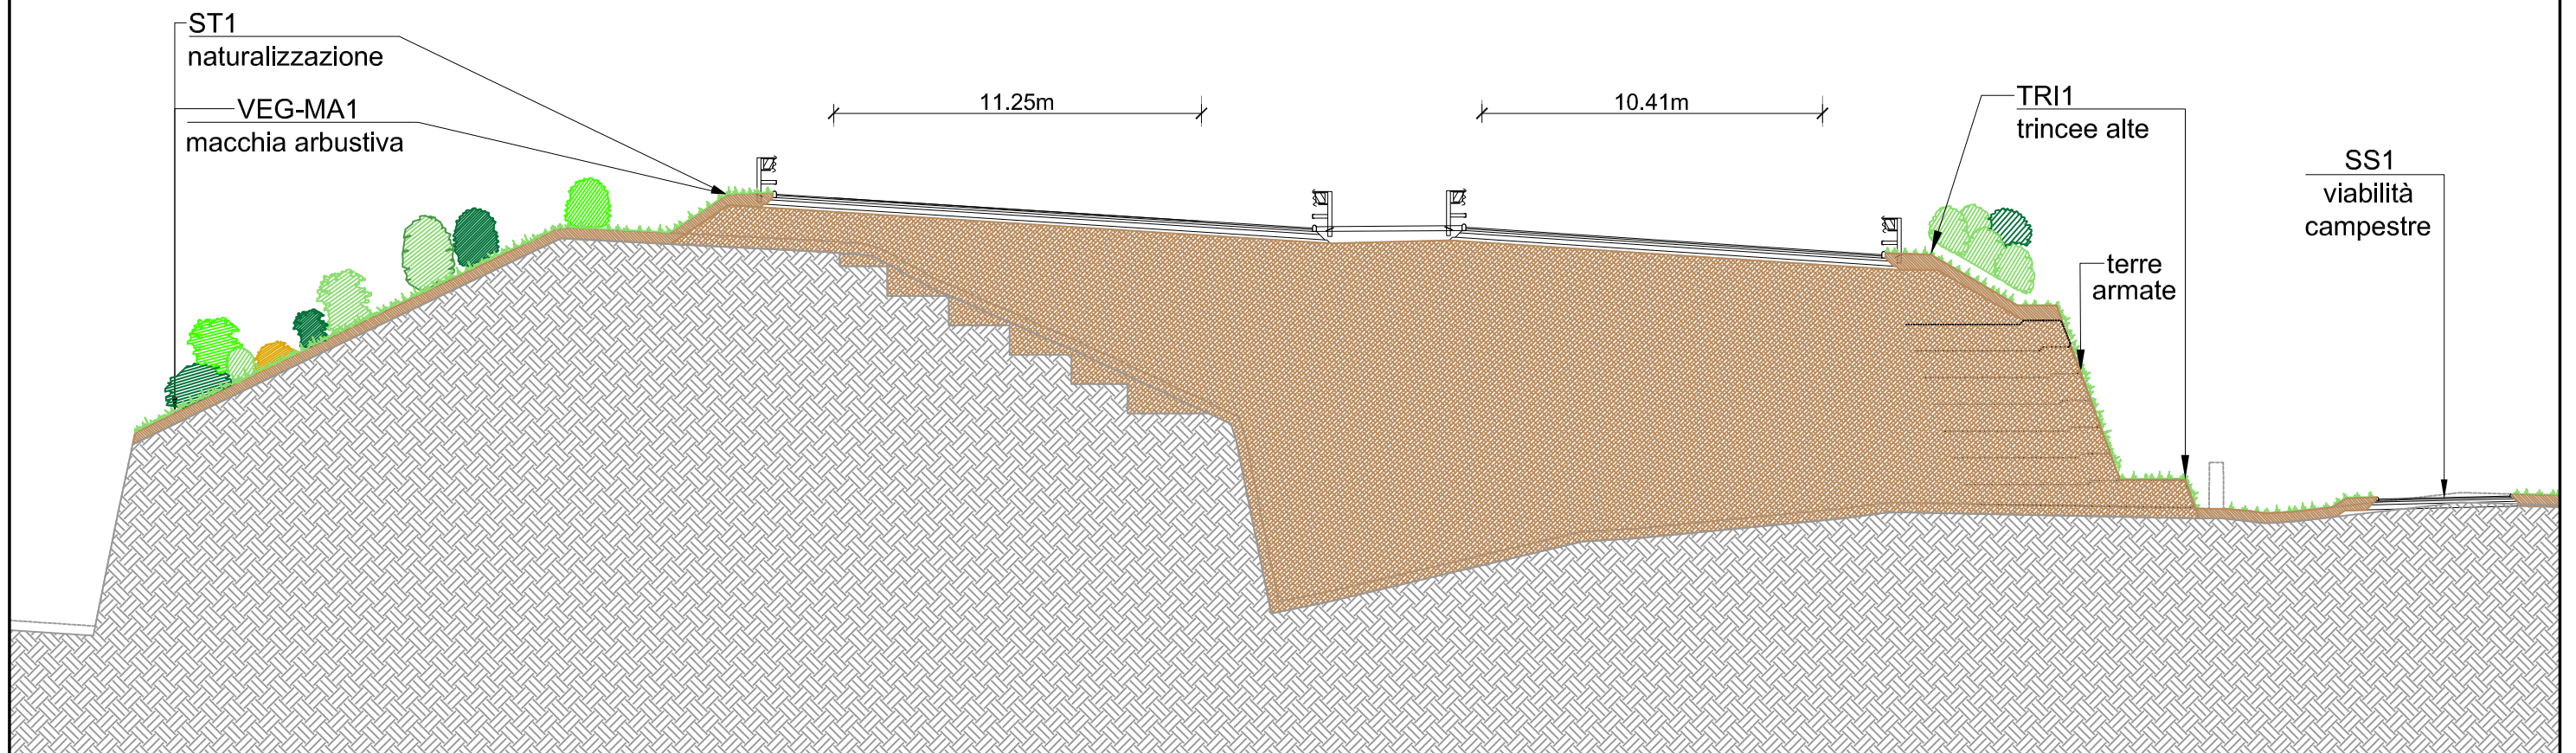 ST1
naturalizzazione
VEG-MA1
macchia arbustiva
11.25m
10.41m
TRI1
trincee alte
SS1
viabilità
campestre
terre
armate